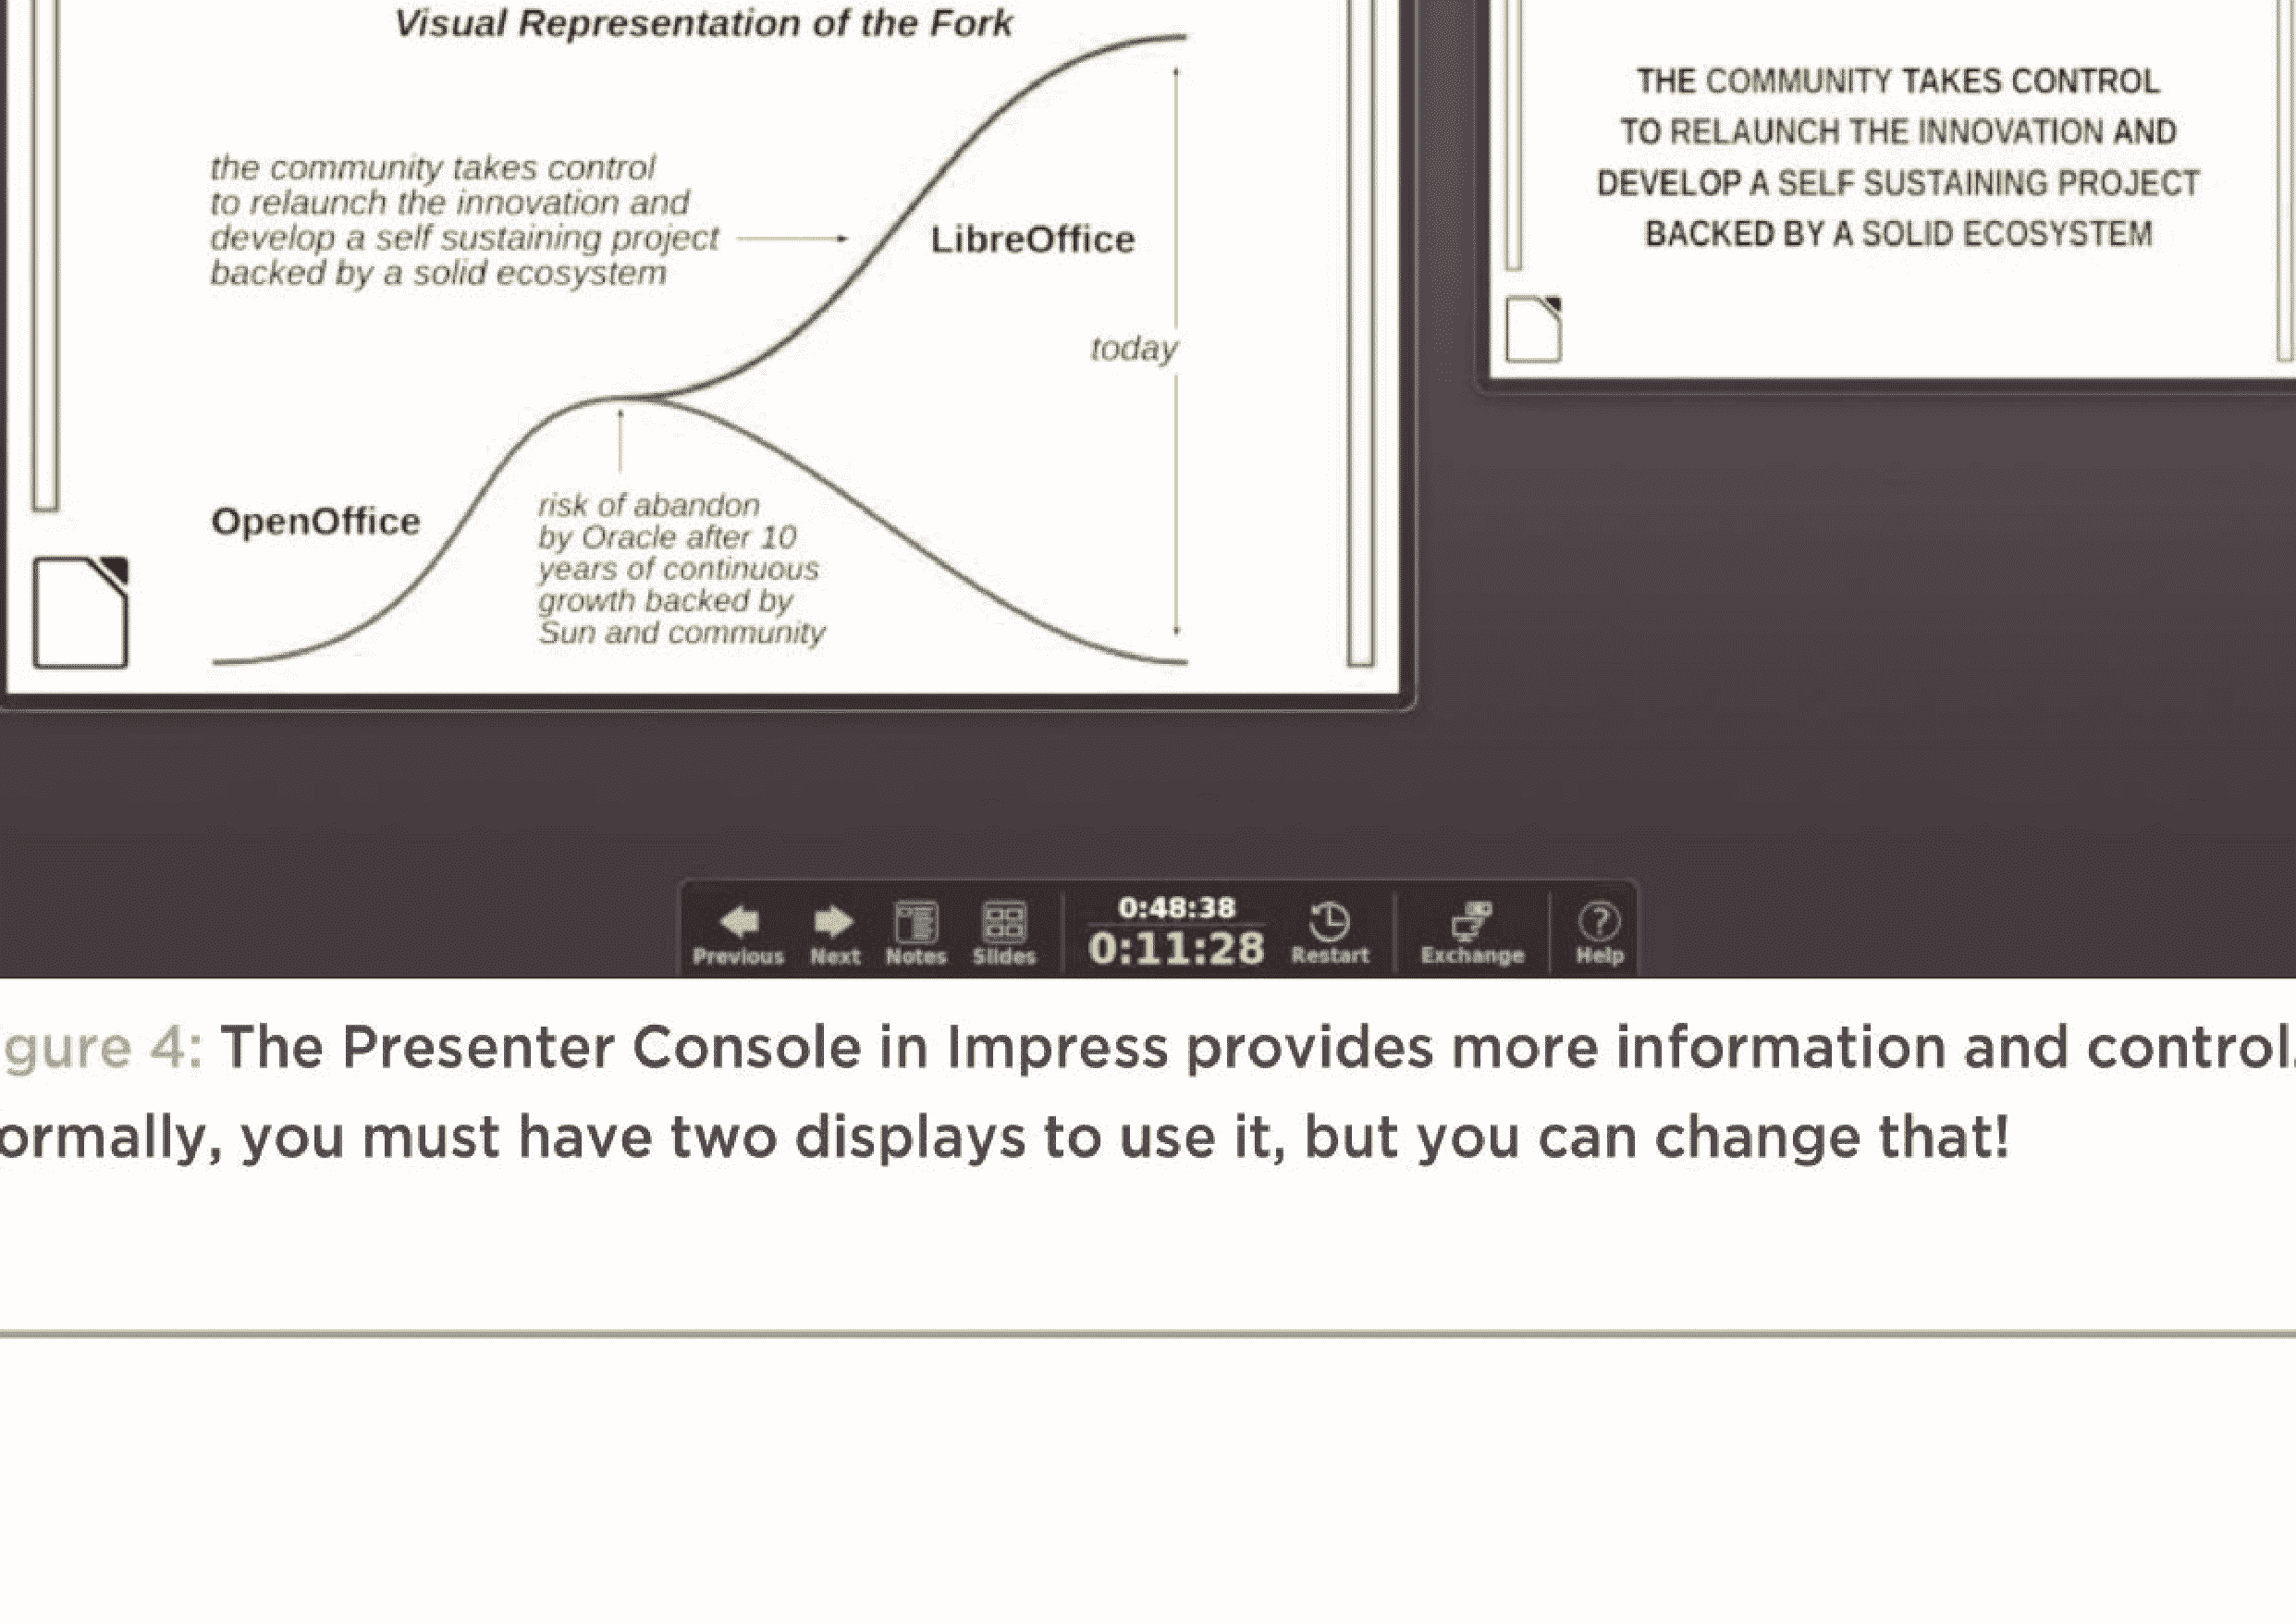 Visual Representation of the Fork
the community takes control
to relaunch the innovation and
develop a self sustaining project
backed by a solid ecosystem
LibreOffice
today
OpenOffice
risk of abandon
by Oracle after 10
years of continuous
growth backed by
Sun and community
THE COMMUNITY TAKES CONTROL
TO RELAUNCH THE INNOVATION AND
DEVELOP A SELF SUSTAINING PROJECT
BACKED BY A SOLID ECOSYSTEM
Previous
Next
Notes
Slides
0:48:38
0:11:28
Restart
Exchange
Help
gure 4: The Presenter Console in Impress provides more information and control.
ormally, you must have two displays to use it, but you can change that!